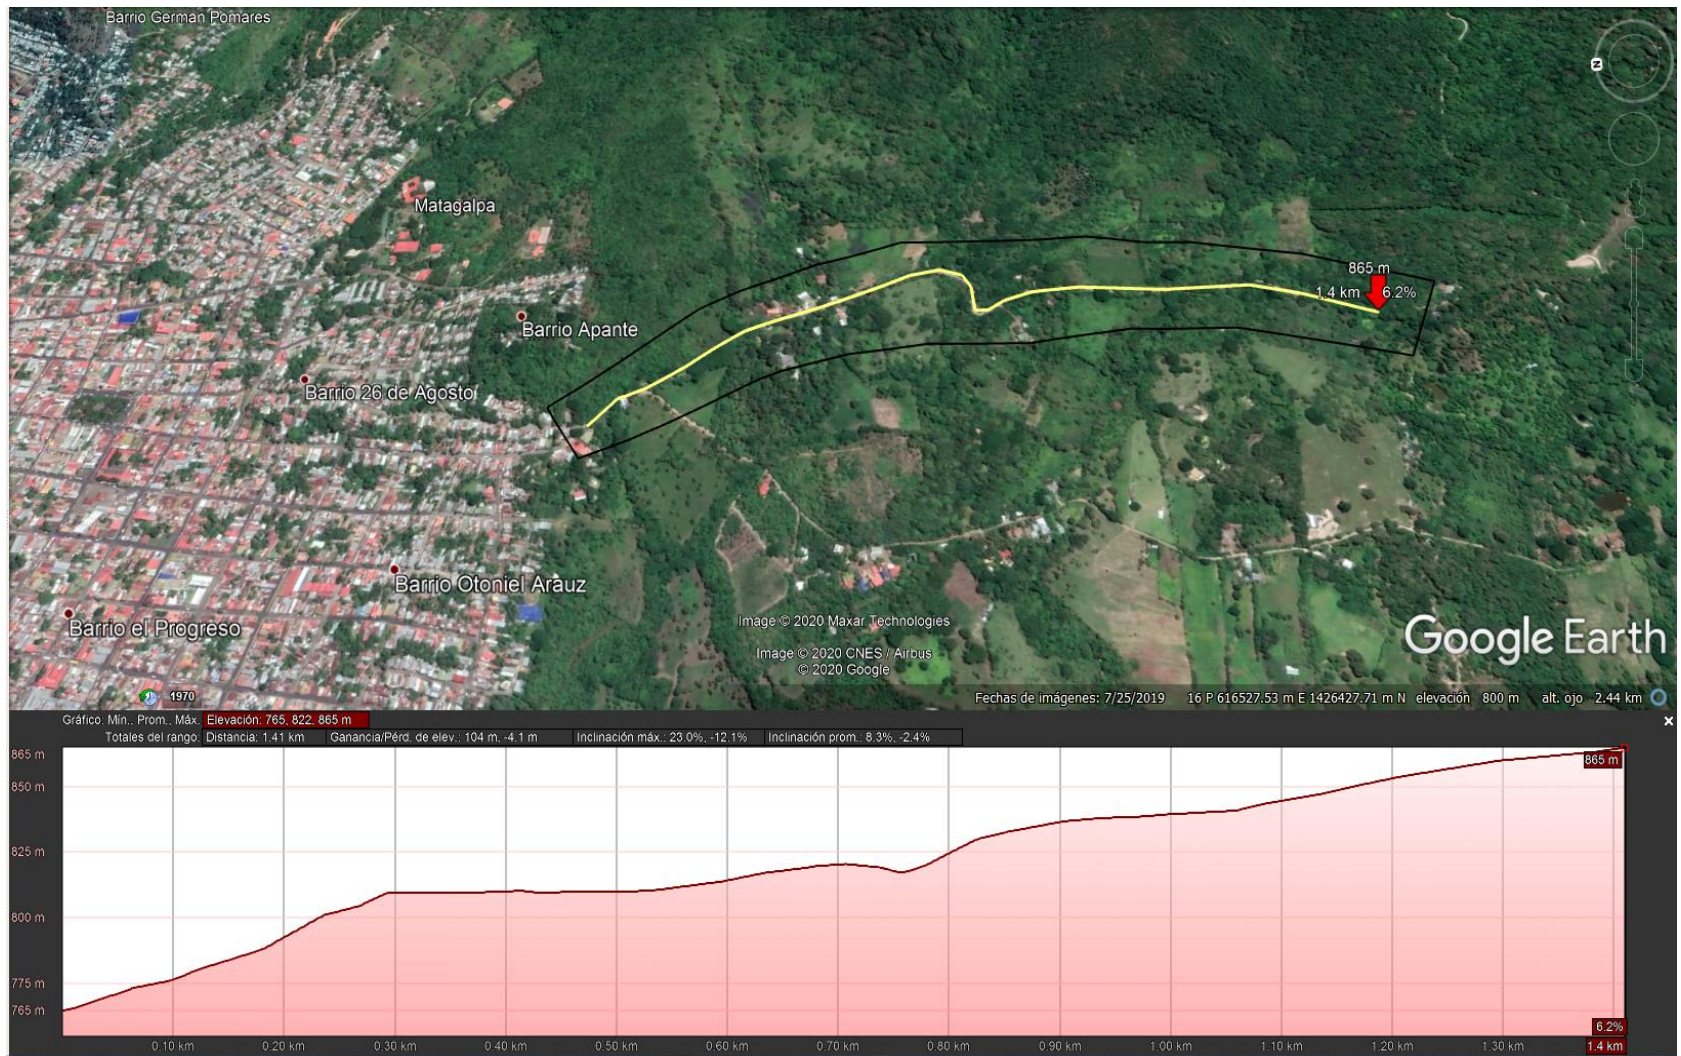 Barrio German Pomares
N
Matagalpa
865 m
1.4 km 6.2%
Barrio Apante
Barrio 26 de Agosto
Barrio Otoniel Arauz
Barrio el Progreso
Image © 2020 Maxar Technologies
Image © 2020 CNES / Airbus
© 2020 Google
Google Earth
1970
Fechas de imágenes: 7/25/2019 16 P 616527.53 m E 1426427.71 m N elevación 800 m alt. ojo 2.44 km
Gráfico: Mín., Prom., Máx. Elevación: 765, 822, 865 m
Totales del rango: Distancia: 1.41 km Ganancia/Pérd. de elev.: 104 m, -4.1 m Inclinación máx.: 23.0%, -12.1% Inclinación prom.: 8.3%, -2.4%
865 m
865 m
850 m
825 m
800 m
775 m
765 m
6.2%
0.10 km 0.20 km 0.30 km 0.40 km 0.50 km 0.60 km 0.70 km 0.80 km 0.90 km 1.00 km 1.10 km 1.20 km 1.30 km 1.4 km